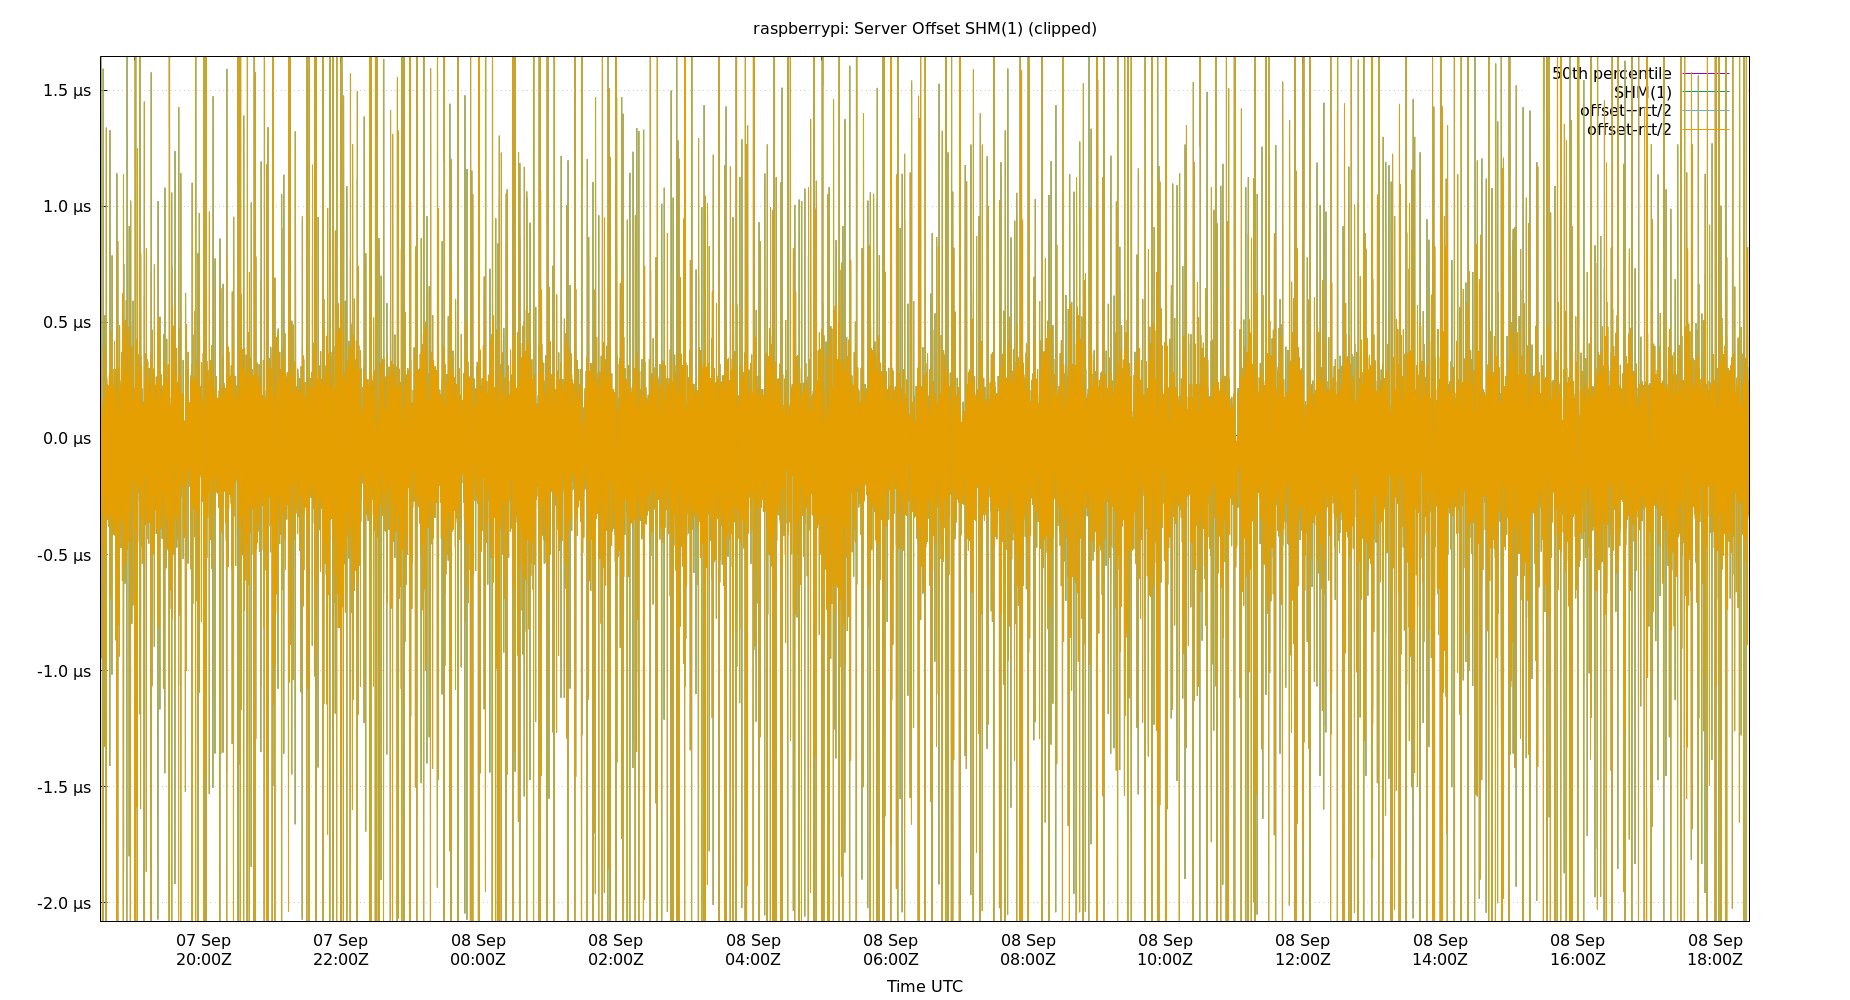 raspberrypi: Server Offset SHM(1) (clipped)
50th percentile
SHM(1)
offset--rtt/2
offset-rtt/2
1.5 µs
1.0 µs
0.5 µs
0.0 µs
-0.5 µs
-1.0 µs
-1.5 µs
-2.0 µs
07 Sep 07 Sep 08 Sep 08 Sep 08 Sep 08 Sep 08 Sep 08 Sep 08 Sep 08 Sep 08 Sep 08 Sep
20:00Z 22:00Z 00:00Z 02:00Z 04:00Z 06:00Z 08:00Z 10:00Z 12:00Z 14:00Z 16:00Z 18:00Z
Time UTC